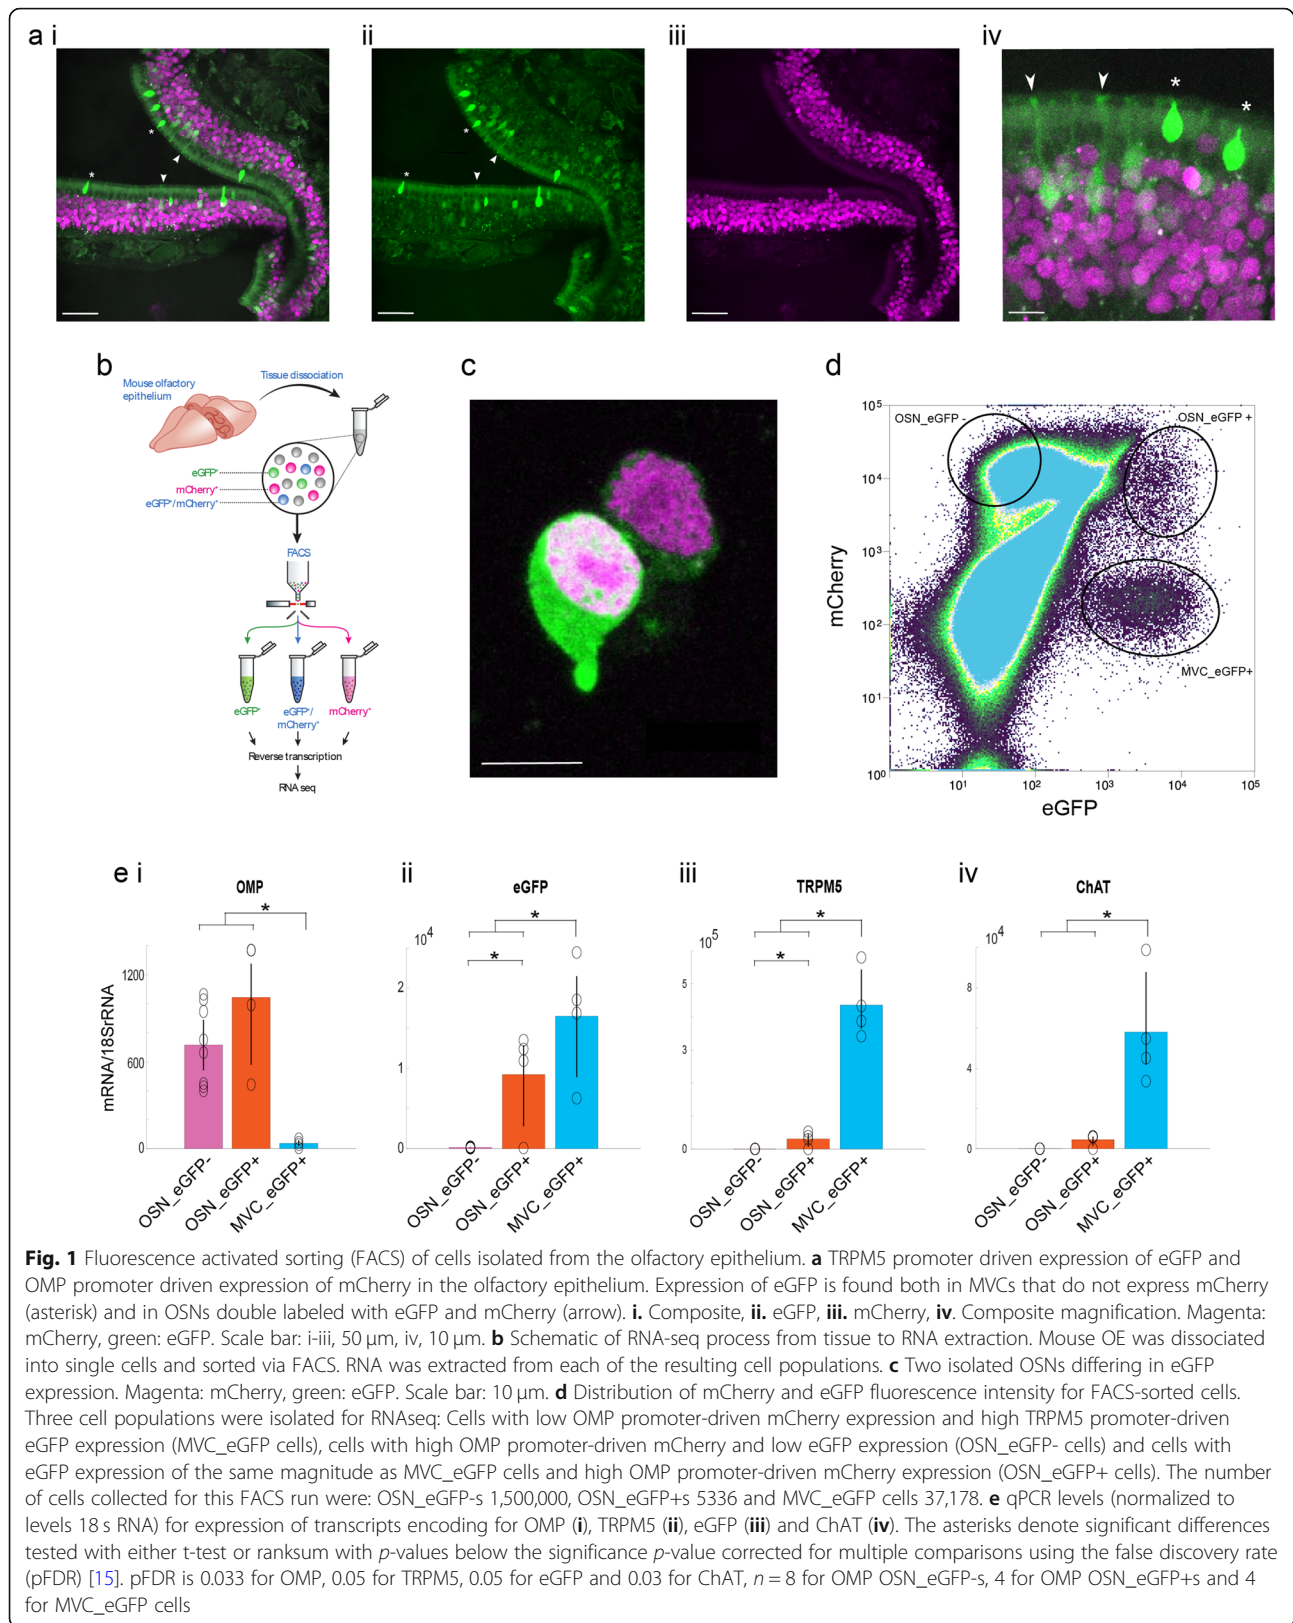 a i
ii
iii
iv
*
*
*
*
*
*
b
c
d
Mouse olfactory
epithelium
Tissue dissociation
eGFP⁺
mCherry⁺
eGFP⁺/mCherry⁺
FACS
eGFP⁺
eGFP⁺/
mCherry⁺
mCherry⁺
Reverse transcription
RNA seq
OSN_eGFP -
OSN_eGFP +
MVC_eGFP+
10⁵
10⁴
10³
10²
10¹
10⁰
mCherry
10¹
10²
10³
10⁴
10⁵
eGFP
e i
ii
iii
iv
OMP
eGFP
TRPM5
ChAT
*
*
*
*
*
*
mRNA/18SrRNA
1200
600
0
10⁴
2
1
0
10⁵
5
3
0
10⁴
8
4
0
OSN_eGFP-
OSN_eGFP+
MVC_eGFP+
OSN_eGFP-
OSN_eGFP+
MVC_eGFP+
OSN_eGFP-
OSN_eGFP+
MVC_eGFP+
OSN_eGFP-
OSN_eGFP+
MVC_eGFP+
Fig. 1 Fluorescence activated sorting (FACS) of cells isolated from the olfactory epithelium. a TRPM5 promoter driven expression of eGFP and
OMP promoter driven expression of mCherry in the olfactory epithelium. Expression of eGFP is found both in MVCs that do not express mCherry
(asterisk) and in OSNs double labeled with eGFP and mCherry (arrow). i. Composite, ii. eGFP, iii. mCherry, iv. Composite magnification. Magenta:
mCherry, green: eGFP. Scale bar: i-iii, 50 μm, iv, 10 μm. b Schematic of RNA-seq process from tissue to RNA extraction. Mouse OE was dissociated
into single cells and sorted via FACS. RNA was extracted from each of the resulting cell populations. c Two isolated OSNs differing in eGFP
expression. Magenta: mCherry, green: eGFP. Scale bar: 10 μm. d Distribution of mCherry and eGFP fluorescence intensity for FACS-sorted cells.
Three cell populations were isolated for RNAseq: Cells with low OMP promoter-driven mCherry expression and high TRPM5 promoter-driven
eGFP expression (MVC_eGFP cells), cells with high OMP promoter-driven mCherry and low eGFP expression (OSN_eGFP- cells) and cells with
eGFP expression of the same magnitude as MVC_eGFP cells and high OMP promoter-driven mCherry expression (OSN_eGFP+ cells). The number
of cells collected for this FACS run were: OSN_eGFP-s 1,500,000, OSN_eGFP+s 5336 and MVC_eGFP cells 37,178. e qPCR levels (normalized to
levels 18 s RNA) for expression of transcripts encoding for OMP (i), TRPM5 (ii), eGFP (iii) and ChAT (iv). The asterisks denote significant differences
tested with either t-test or ranksum with p-values below the significance p-value corrected for multiple comparisons using the false discovery rate
(pFDR) [15]. pFDR is 0.033 for OMP, 0.05 for TRPM5, 0.05 for eGFP and 0.03 for ChAT, n = 8 for OMP OSN_eGFP-s, 4 for OMP OSN_eGFP+s and 4
for MVC_eGFP cells